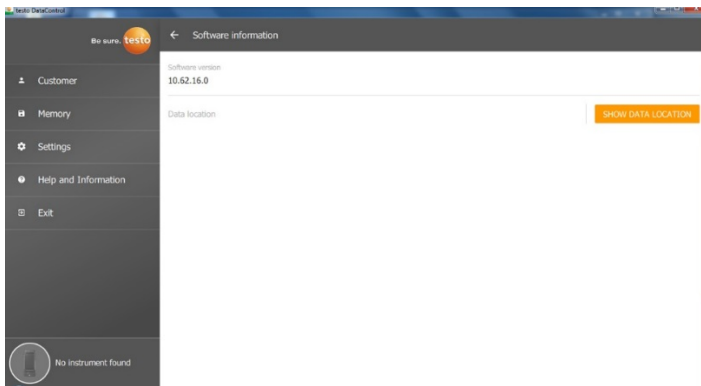 testo DataControl
Be sure. testo
← Software information
Customer
Memory
Settings
Help and Information
Exit
No instrument found
Software version
10.62.16.0
Data location
SHOW DATA LOCATION